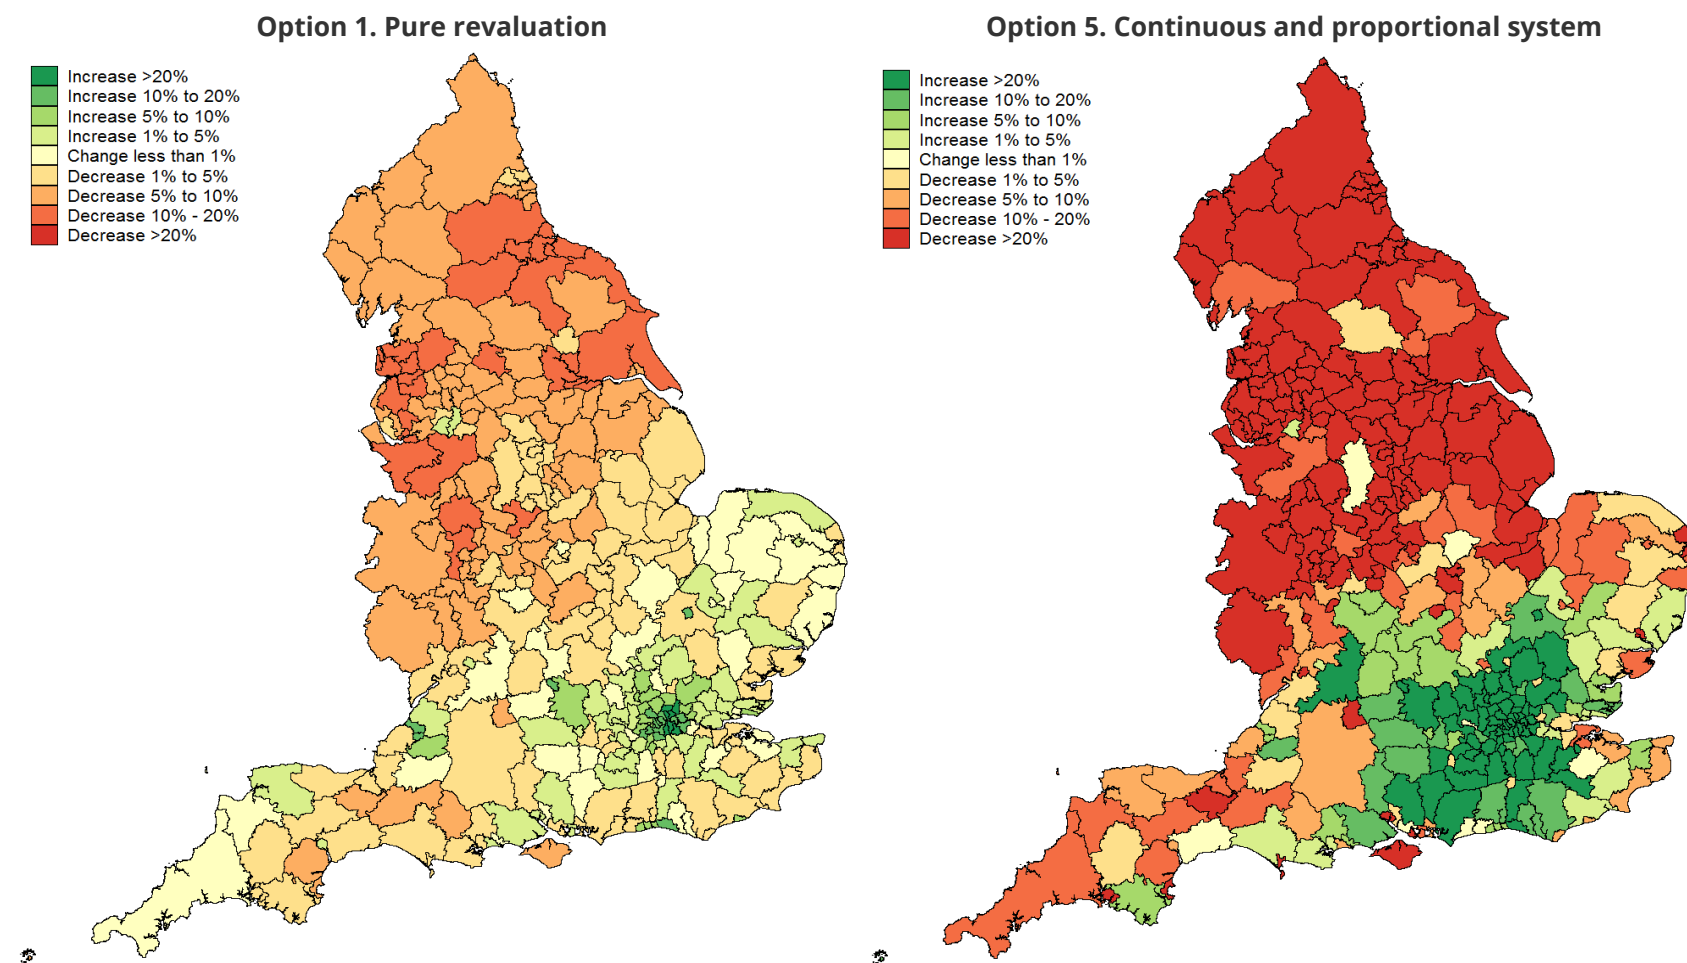 Option 1. Pure revaluation
Increase >20%
Increase 10% to 20%
Increase 5% to 10%
Increase 1% to 5%
Change less than 1%
Decrease 1% to 5%
Decrease 5% to 10%
Decrease 10% - 20%
Decrease >20%
Option 5. Continuous and proportional system
Increase >20%
Increase 10% to 20%
Increase 5% to 10%
Increase 1% to 5%
Change less than 1%
Decrease 1% to 5%
Decrease 5% to 10%
Decrease 10% - 20%
Decrease >20%